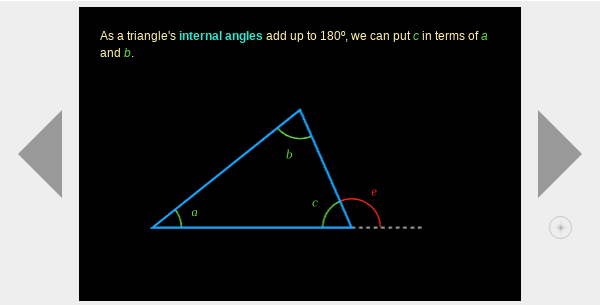 As a triangle's internal angles add up to 180º, we can put c in terms of a
and b.
b
e
c
a